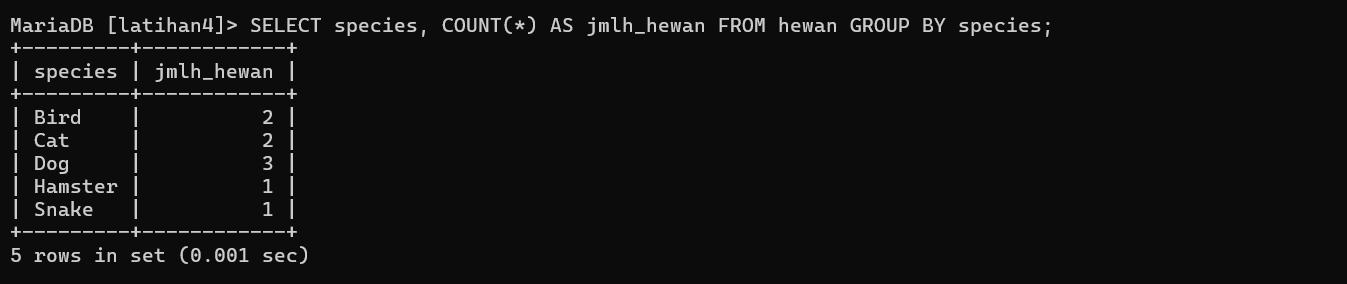 MariaDB [latihan4]> SELECT species, COUNT(*) AS jmlh_hewan FROM hewan GROUP BY species;
+---------+------------+
| species | jmlh_hewan |
+---------+------------+
| Bird    |          2 |
| Cat     |          2 |
| Dog     |          3 |
| Hamster |          1 |
| Snake   |          1 |
+---------+------------+
5 rows in set (0.001 sec)